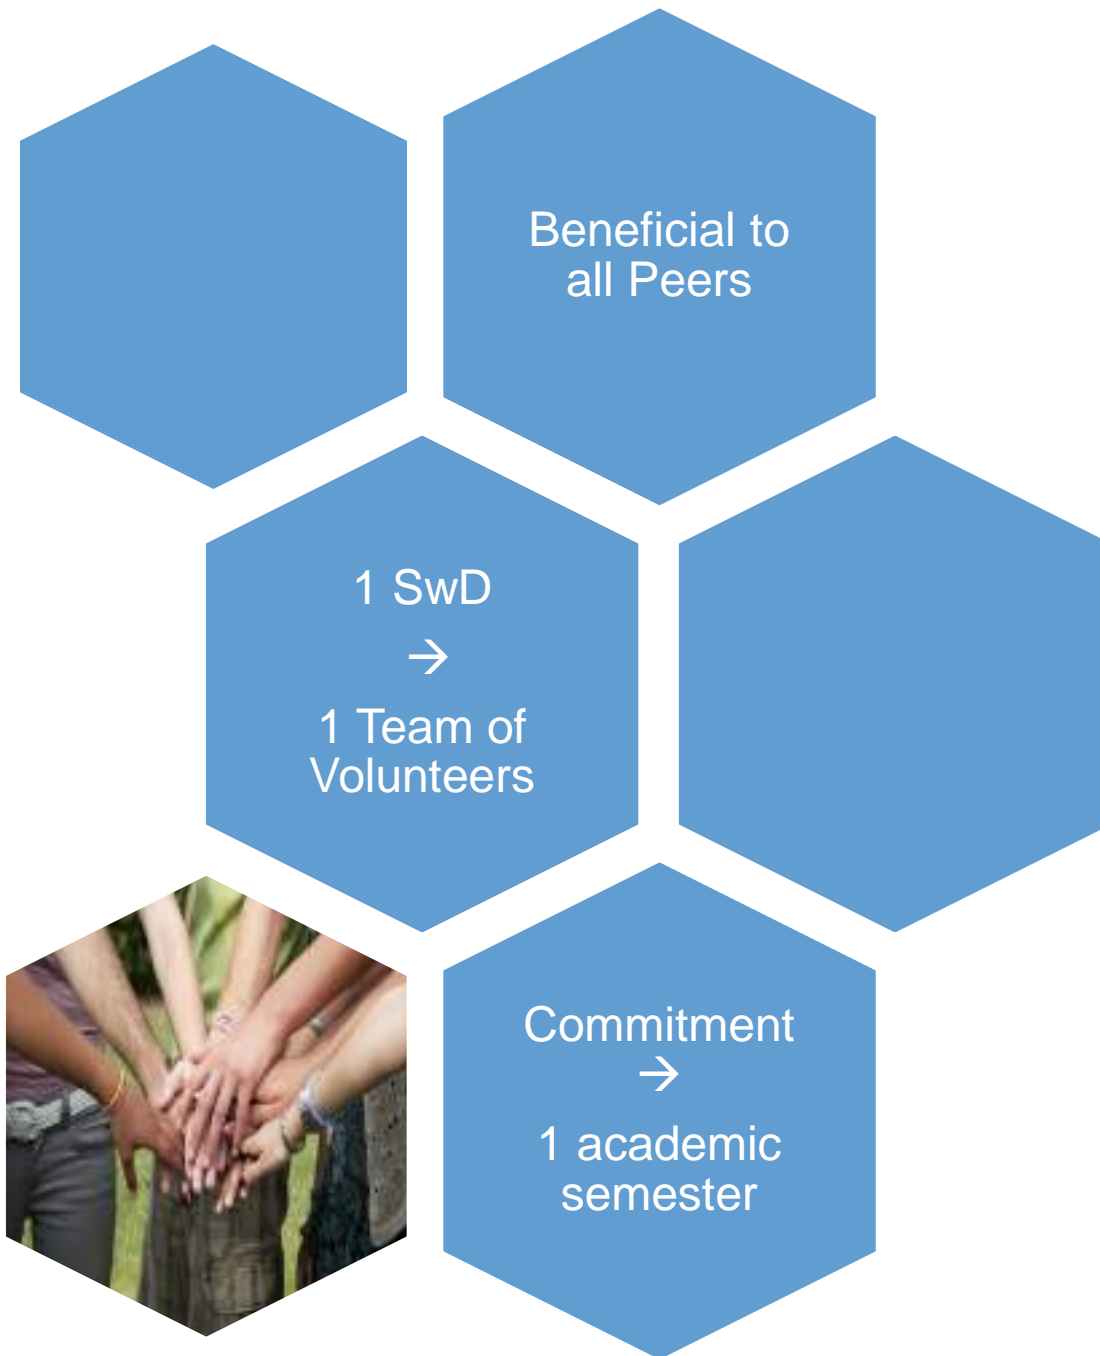 Beneficial to
all Peers
1 SwD
→
1 Team of
Volunteers
Commitment
→
1 academic
semester